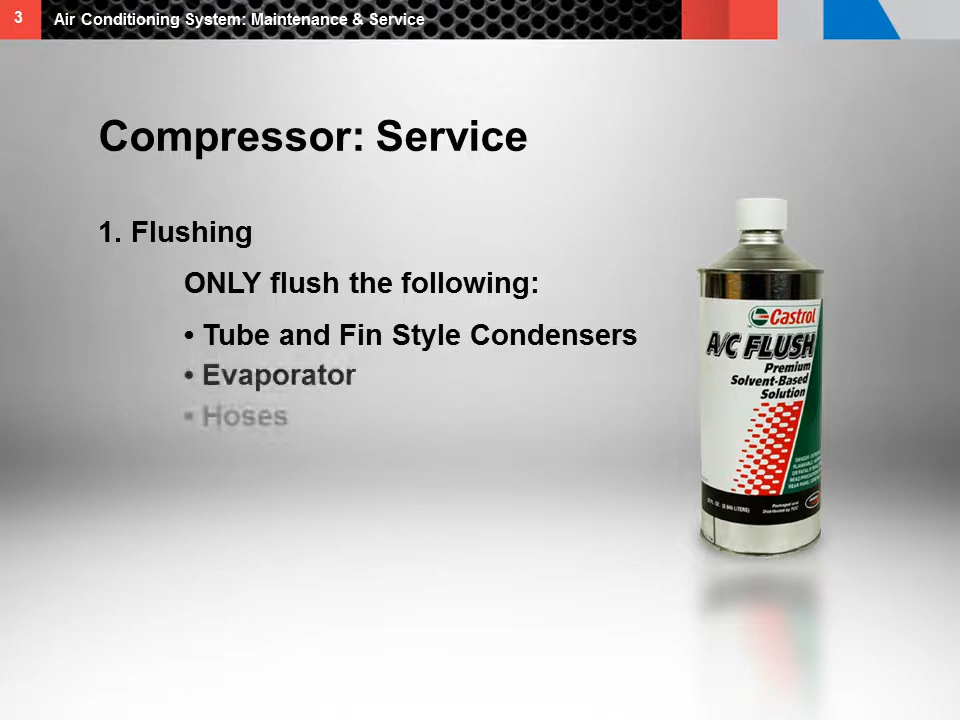 3
Air Conditioning System: Maintenance & Service
Compressor: Service
1. Flushing
ONLY flush the following:
• Tube and Fin Style Condensers
• Evaporator
• Hoses
Castrol
A/C FLUSH
Premium
Solvent-Based
Solution